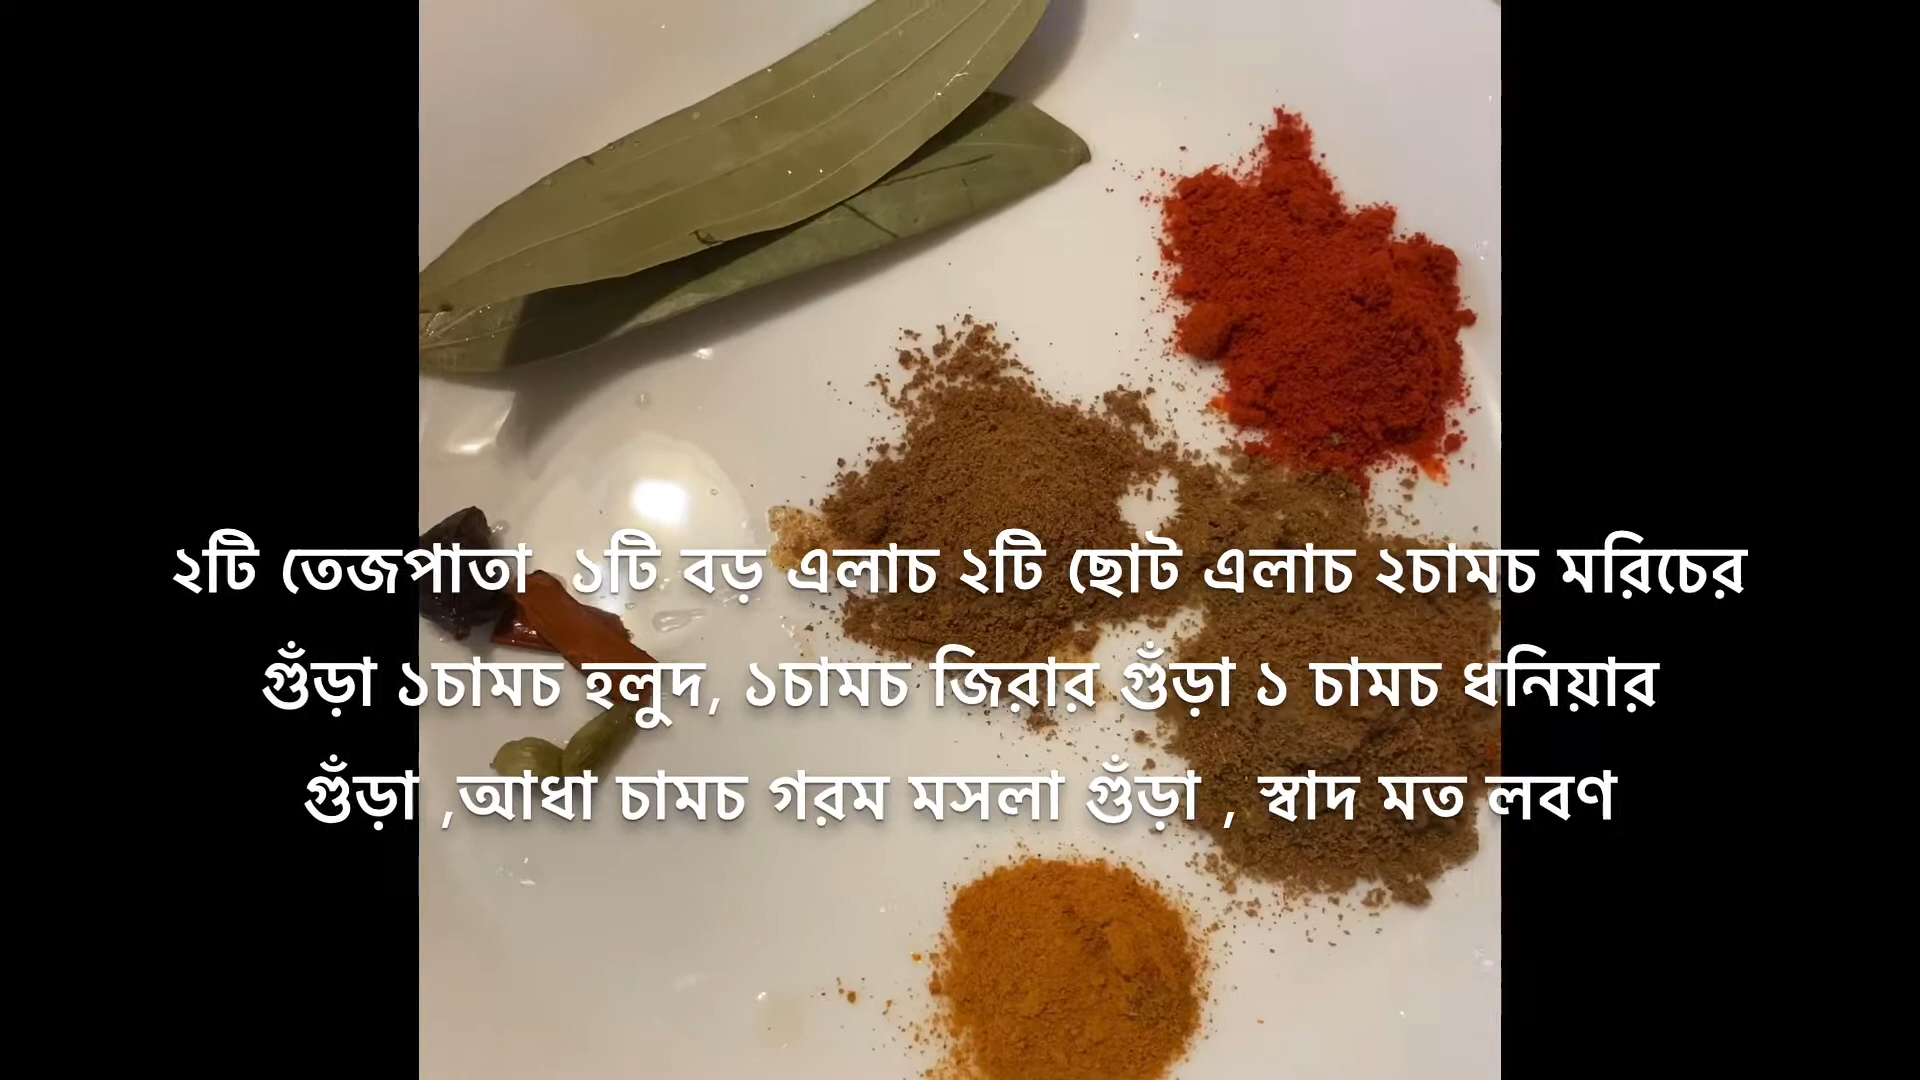 ২টি তেজপাতা ১টি বড় এলাচ ২টি ছোট এলাচ ২চামচ মরিচের
গুঁড়া ১চামচ হলুদ, ১চামচ জিরার গুঁড়া ১ চামচ ধনিয়ার
গুঁড়া ,আধা চামচ গরম মসলা গুঁড়া , স্বাদ মত লবণ